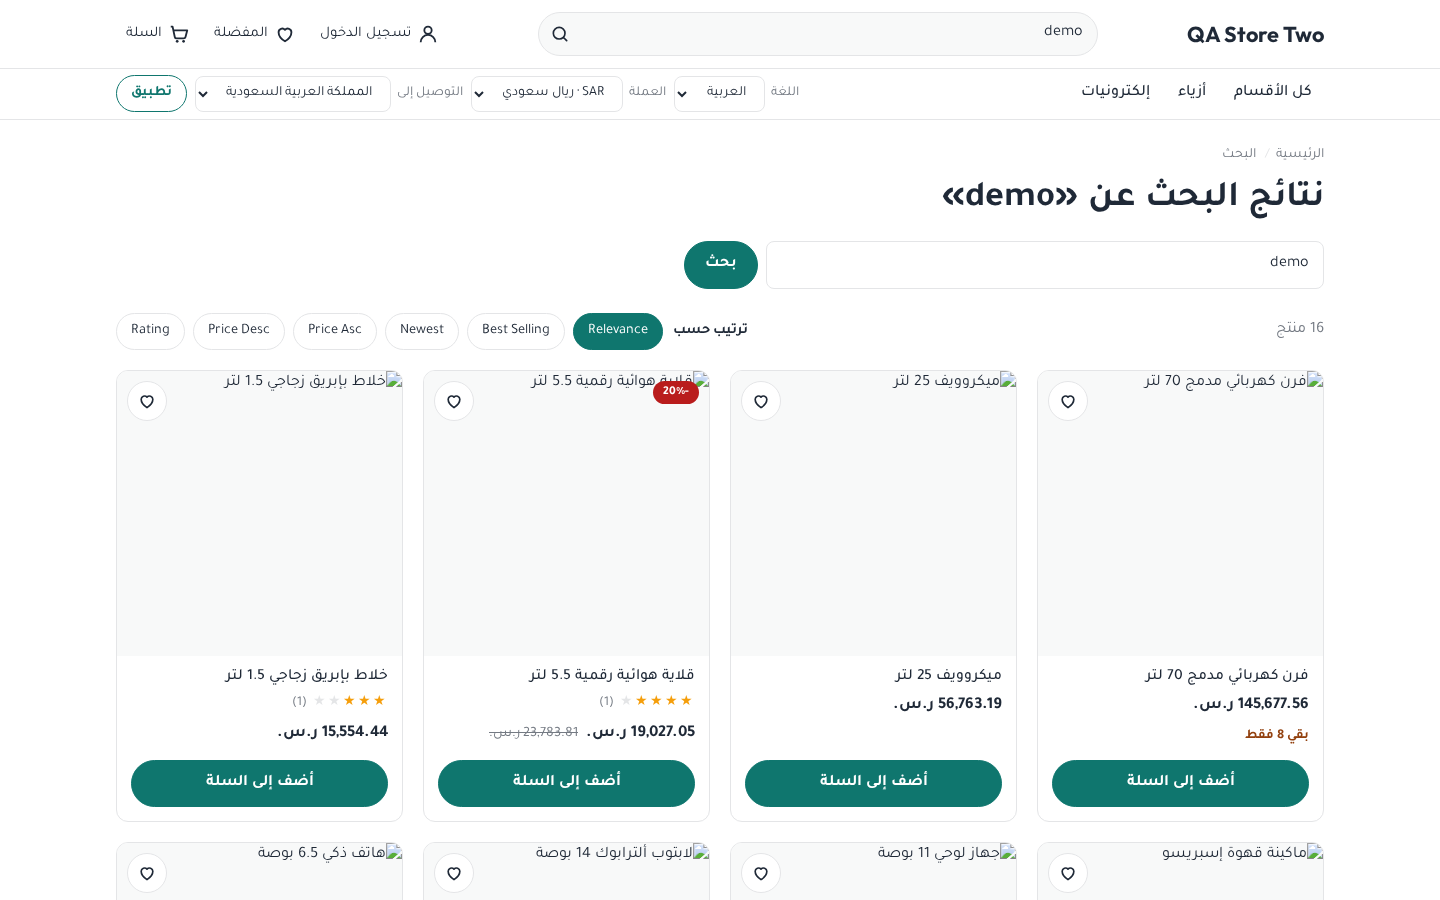 QA Store Two
demo
تسجيل الدخول
المفضلة
السلة
كل الأقسام
أزياء
إلكترونيات
اللغة
العربية
العملة
SAR · ريال سعودي
التوصيل إلى
المملكة العربية السعودية
تطبيق
الرئيسية / البحث
نتائج البحث عن «demo»
demo
بحث
16 منتج
ترتيب حسب
Relevance
Best Selling
Newest
Price Asc
Price Desc
Rating
فرن كهربائي مدمج 70 لتر
ميكروويف 25 لتر
قلاية هوائية رقمية 5.5 لتر
-20%
خلاط بإبريق زجاجي 1.5 لتر
فرن كهربائي مدمج 70 لتر
145,677.56 ر.س.
بقي 8 فقط
أضف إلى السلة
ميكروويف 25 لتر
56,763.19 ر.س.
أضف إلى السلة
قلاية هوائية رقمية 5.5 لتر
★★★★★ (1)
19,027.05 ر.س. 23,783.81 ر.س.
أضف إلى السلة
خلاط بإبريق زجاجي 1.5 لتر
★★★★★ (1)
15,554.44 ر.س.
أضف إلى السلة
ماكينة قهوة إسبريسو
جهاز لوحي 11 بوصة
لابتوب ألترابوك 14 بوصة
هاتف ذكي 6.5 بوصة